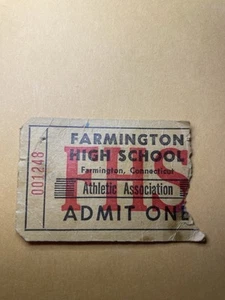 001248
FARMINGTON
HIGH SCHOOL
Farmington, Connecticut
Athletic Association
ADMIT ONE
FHS